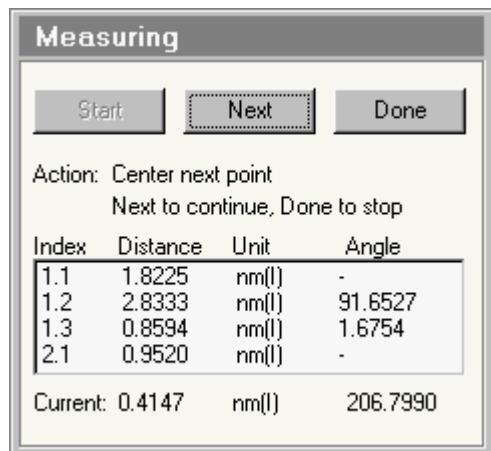 Measuring
Start Next Done
Action: Center next point
Next to continue, Done to stop
Index Distance Unit Angle
1.1 1.8225 nm(l) -
1.2 2.8333 nm(l) 91.6527
1.3 0.8594 nm(l) 1.6754
2.1 0.9520 nm(l) -
Current: 0.4147 nm(l) 206.7990